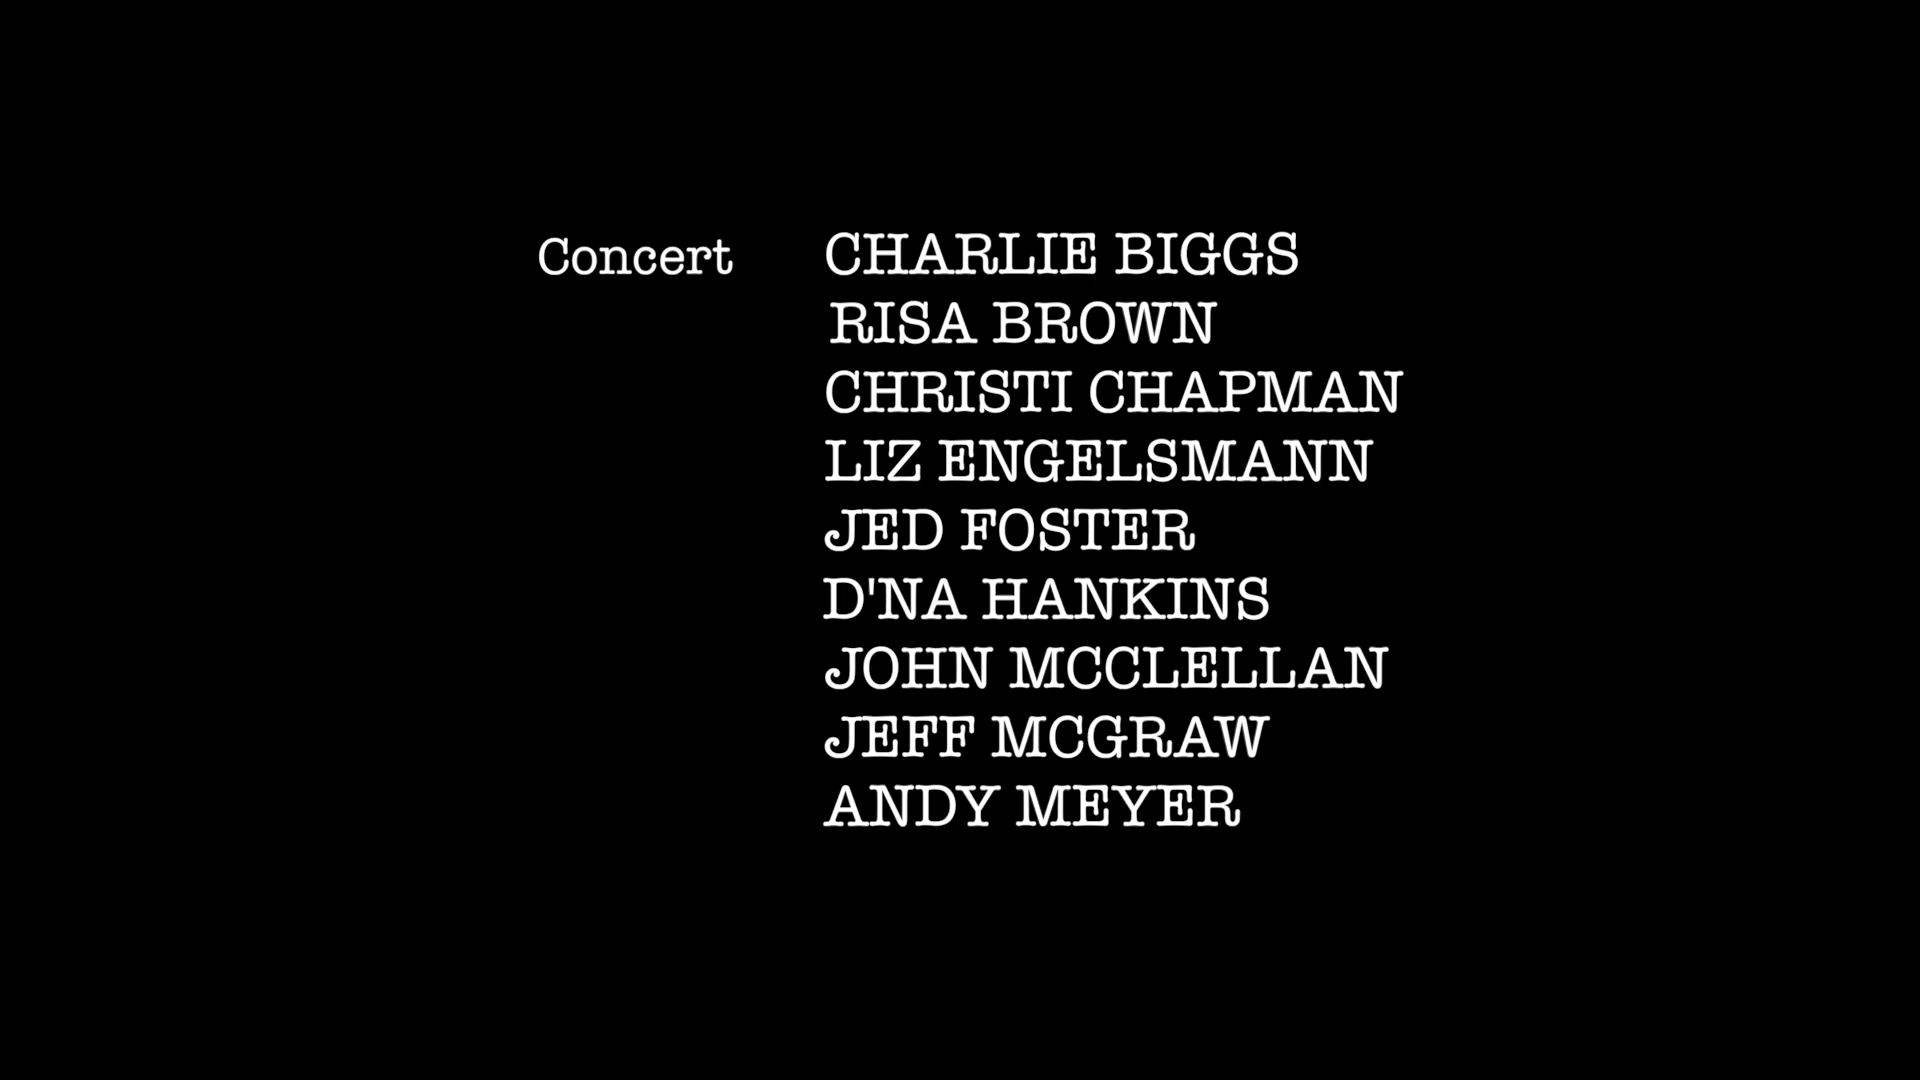 Concert CHARLIE BIGGS
RISA BROWN
CHRISTI CHAPMAN
LIZ ENGELSMANN
JED FOSTER
D'NA HANKINS
JOHN MCCLELLAN
JEFF MCGRAW
ANDY MEYER